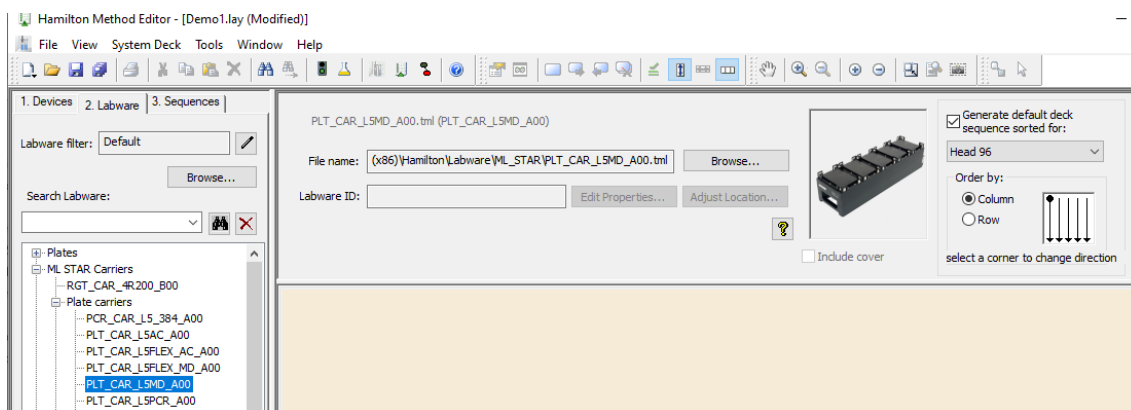 Hamilton Method Editor - [Demo1.lay (Modified)]
File View System Deck Tools Window Help
1. Devices 2. Labware 3. Sequences
Labware filter: Default
Browse...
Search Labware:
Plates
ML STAR Carriers
RGT_CAR_4R200_B00
Plate carriers
PCR_CAR_L5_384_A00
PLT_CAR_L5AC_A00
PLT_CAR_L5FLEX_AC_A00
PLT_CAR_L5FLEX_MD_A00
PLT_CAR_L5MD_A00
PLT_CAR_L5PCR_A00
PLT_CAR_L5MD_A00.tml (PLT_CAR_L5MD_A00)
File name: (x86)\Hamilton\Labware\ML_STAR\PLT_CAR_L5MD_A00.tml Browse...
Labware ID: Edit Properties... Adjust Location...
Include cover
Generate default deck
sequence sorted for:
Head 96
Order by:
Column
Row
select a corner to change direction